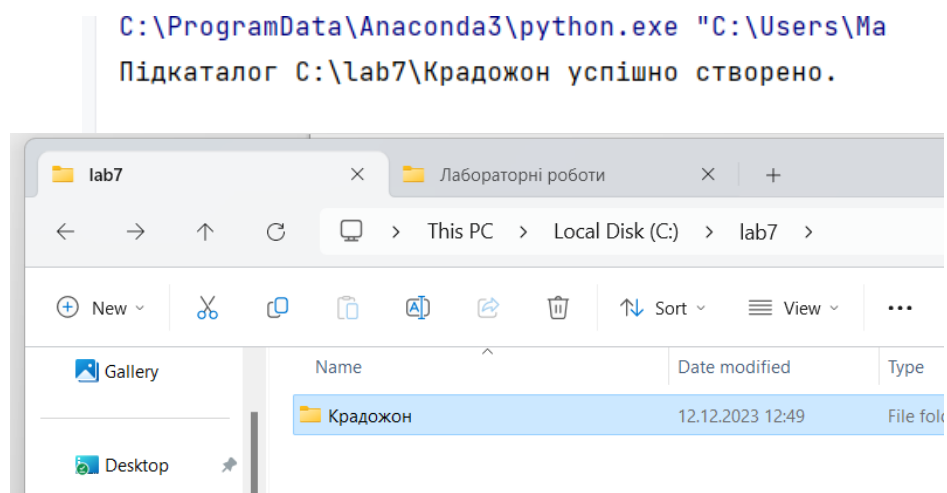 C:\ProgramData\Anaconda3\python.exe "C:\Users\Ma
Підкаталог C:\lab7\Крадожон успішно створено.
lab7 Лабораторні роботи
This PC > Local Disk (C:) > lab7 >
New Sort View
Gallery Name Date modified Type
Крадожон 12.12.2023 12:49 File fol
Desktop